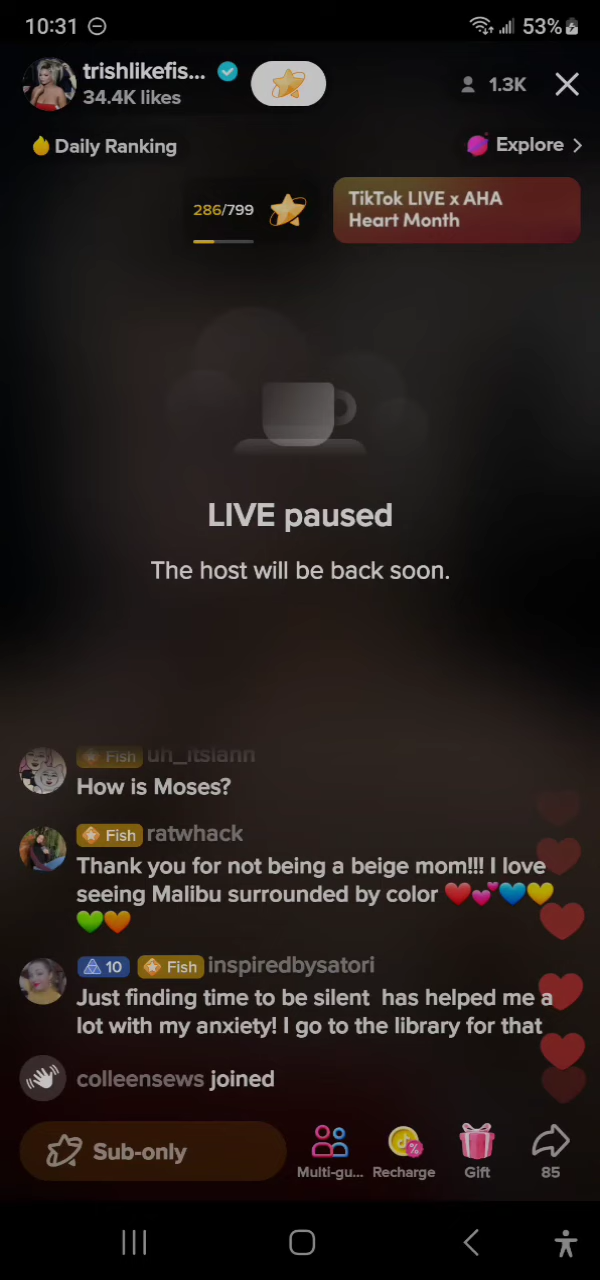 10:31
53%
trishlikefis...
34.4K likes
1.3K
Daily Ranking
Explore >
286/799
TikTok LIVE x AHA
Heart Month
LIVE paused
The host will be back soon.
Fish uh_itslann
How is Moses?
Fish ratwhack
Thank you for not being a beige mom!!! I love
seeing Malibu surrounded by color ❤️💕💙💛
💚🧡
10 Fish inspiredbysatori
Just finding time to be silent has helped me a
lot with my anxiety! I go to the library for that
colleensews joined
Sub-only
Multi-gu...
Recharge
Gift
85